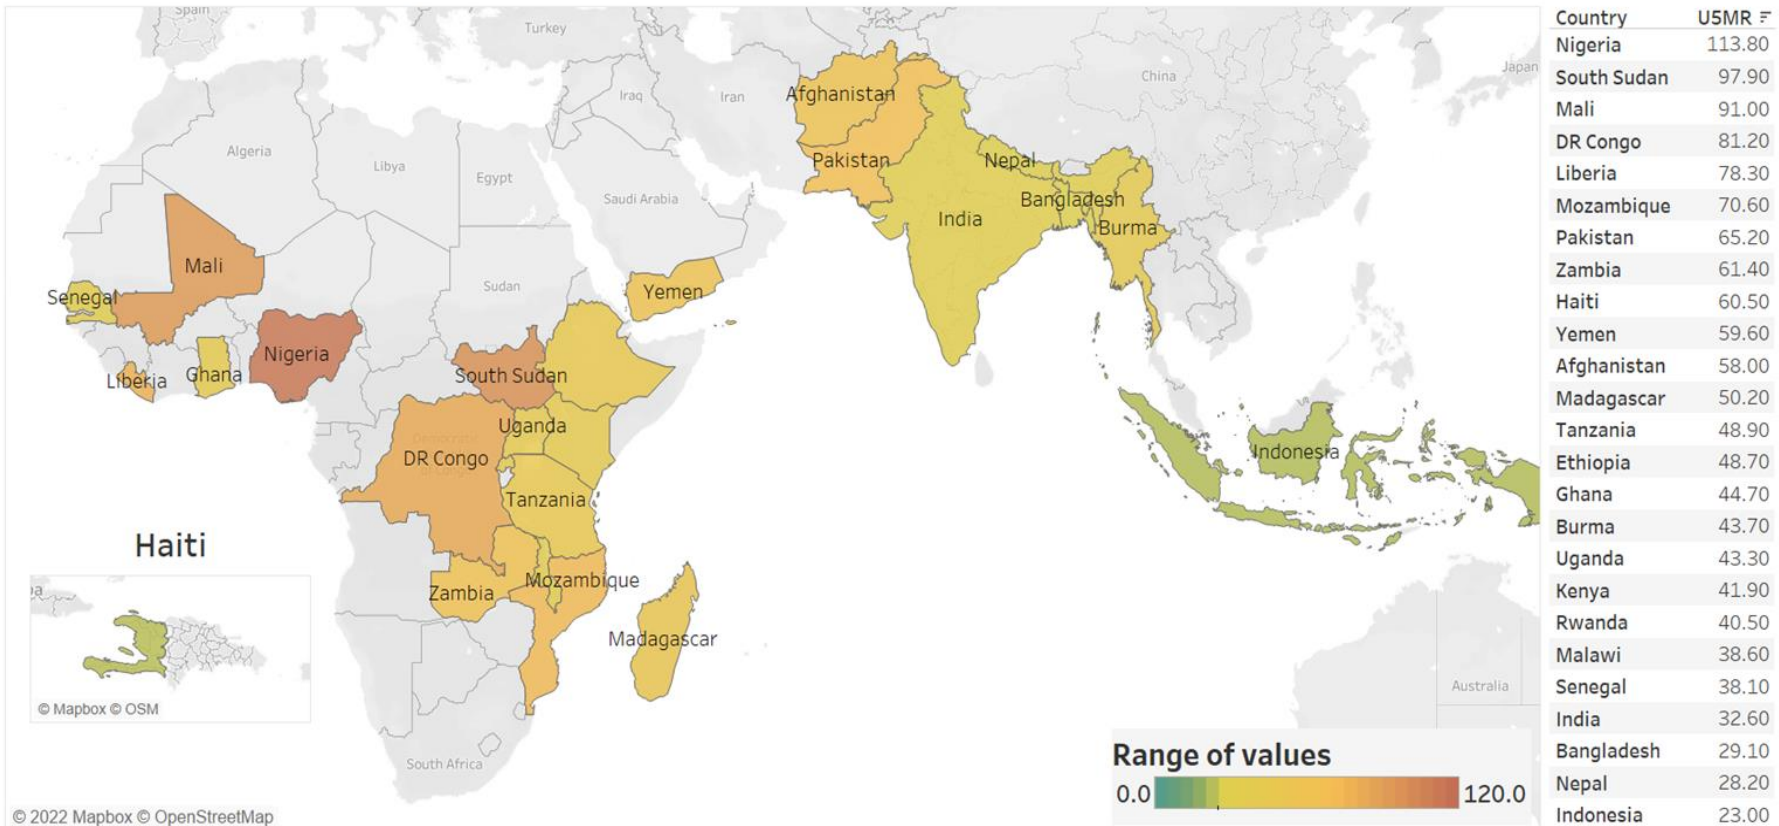 Spain
Turkey
China
Japan
Iraq
Iran
Afghanistan
Algeria
Libya
Egypt
Pakistan
Nepal
Saudi Arabia
Bangladesh
India
Burma
Mali
Senegal
Sudan
Yemen
Nigeria
Liberia
Ghana
South Sudan
Uganda
DR Congo
Indonesia
Tanzania
Haiti
Zambia
Mozambique
Madagascar
© Mapbox © OSM
Australia
South Africa
Range of values
0.0
120.0
© 2022 Mapbox © OpenStreetMap
Country U5MR
Nigeria 113.80
South Sudan 97.90
Mali 91.00
DR Congo 81.20
Liberia 78.30
Mozambique 70.60
Pakistan 65.20
Zambia 61.40
Haiti 60.50
Yemen 59.60
Afghanistan 58.00
Madagascar 50.20
Tanzania 48.90
Ethiopia 48.70
Ghana 44.70
Burma 43.70
Uganda 43.30
Kenya 41.90
Rwanda 40.50
Malawi 38.60
Senegal 38.10
India 32.60
Bangladesh 29.10
Nepal 28.20
Indonesia 23.00